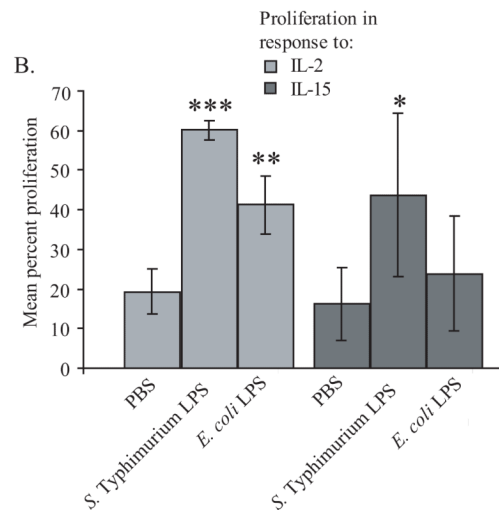 Proliferation in
response to:
IL-2
IL-15
B.
Mean percent proliferation
70
60
50
40
30
20
10
0
***
**
*
PBS
S. Typhimurium LPS
E. coli LPS
PBS
S. Typhimurium LPS
E. coli LPS